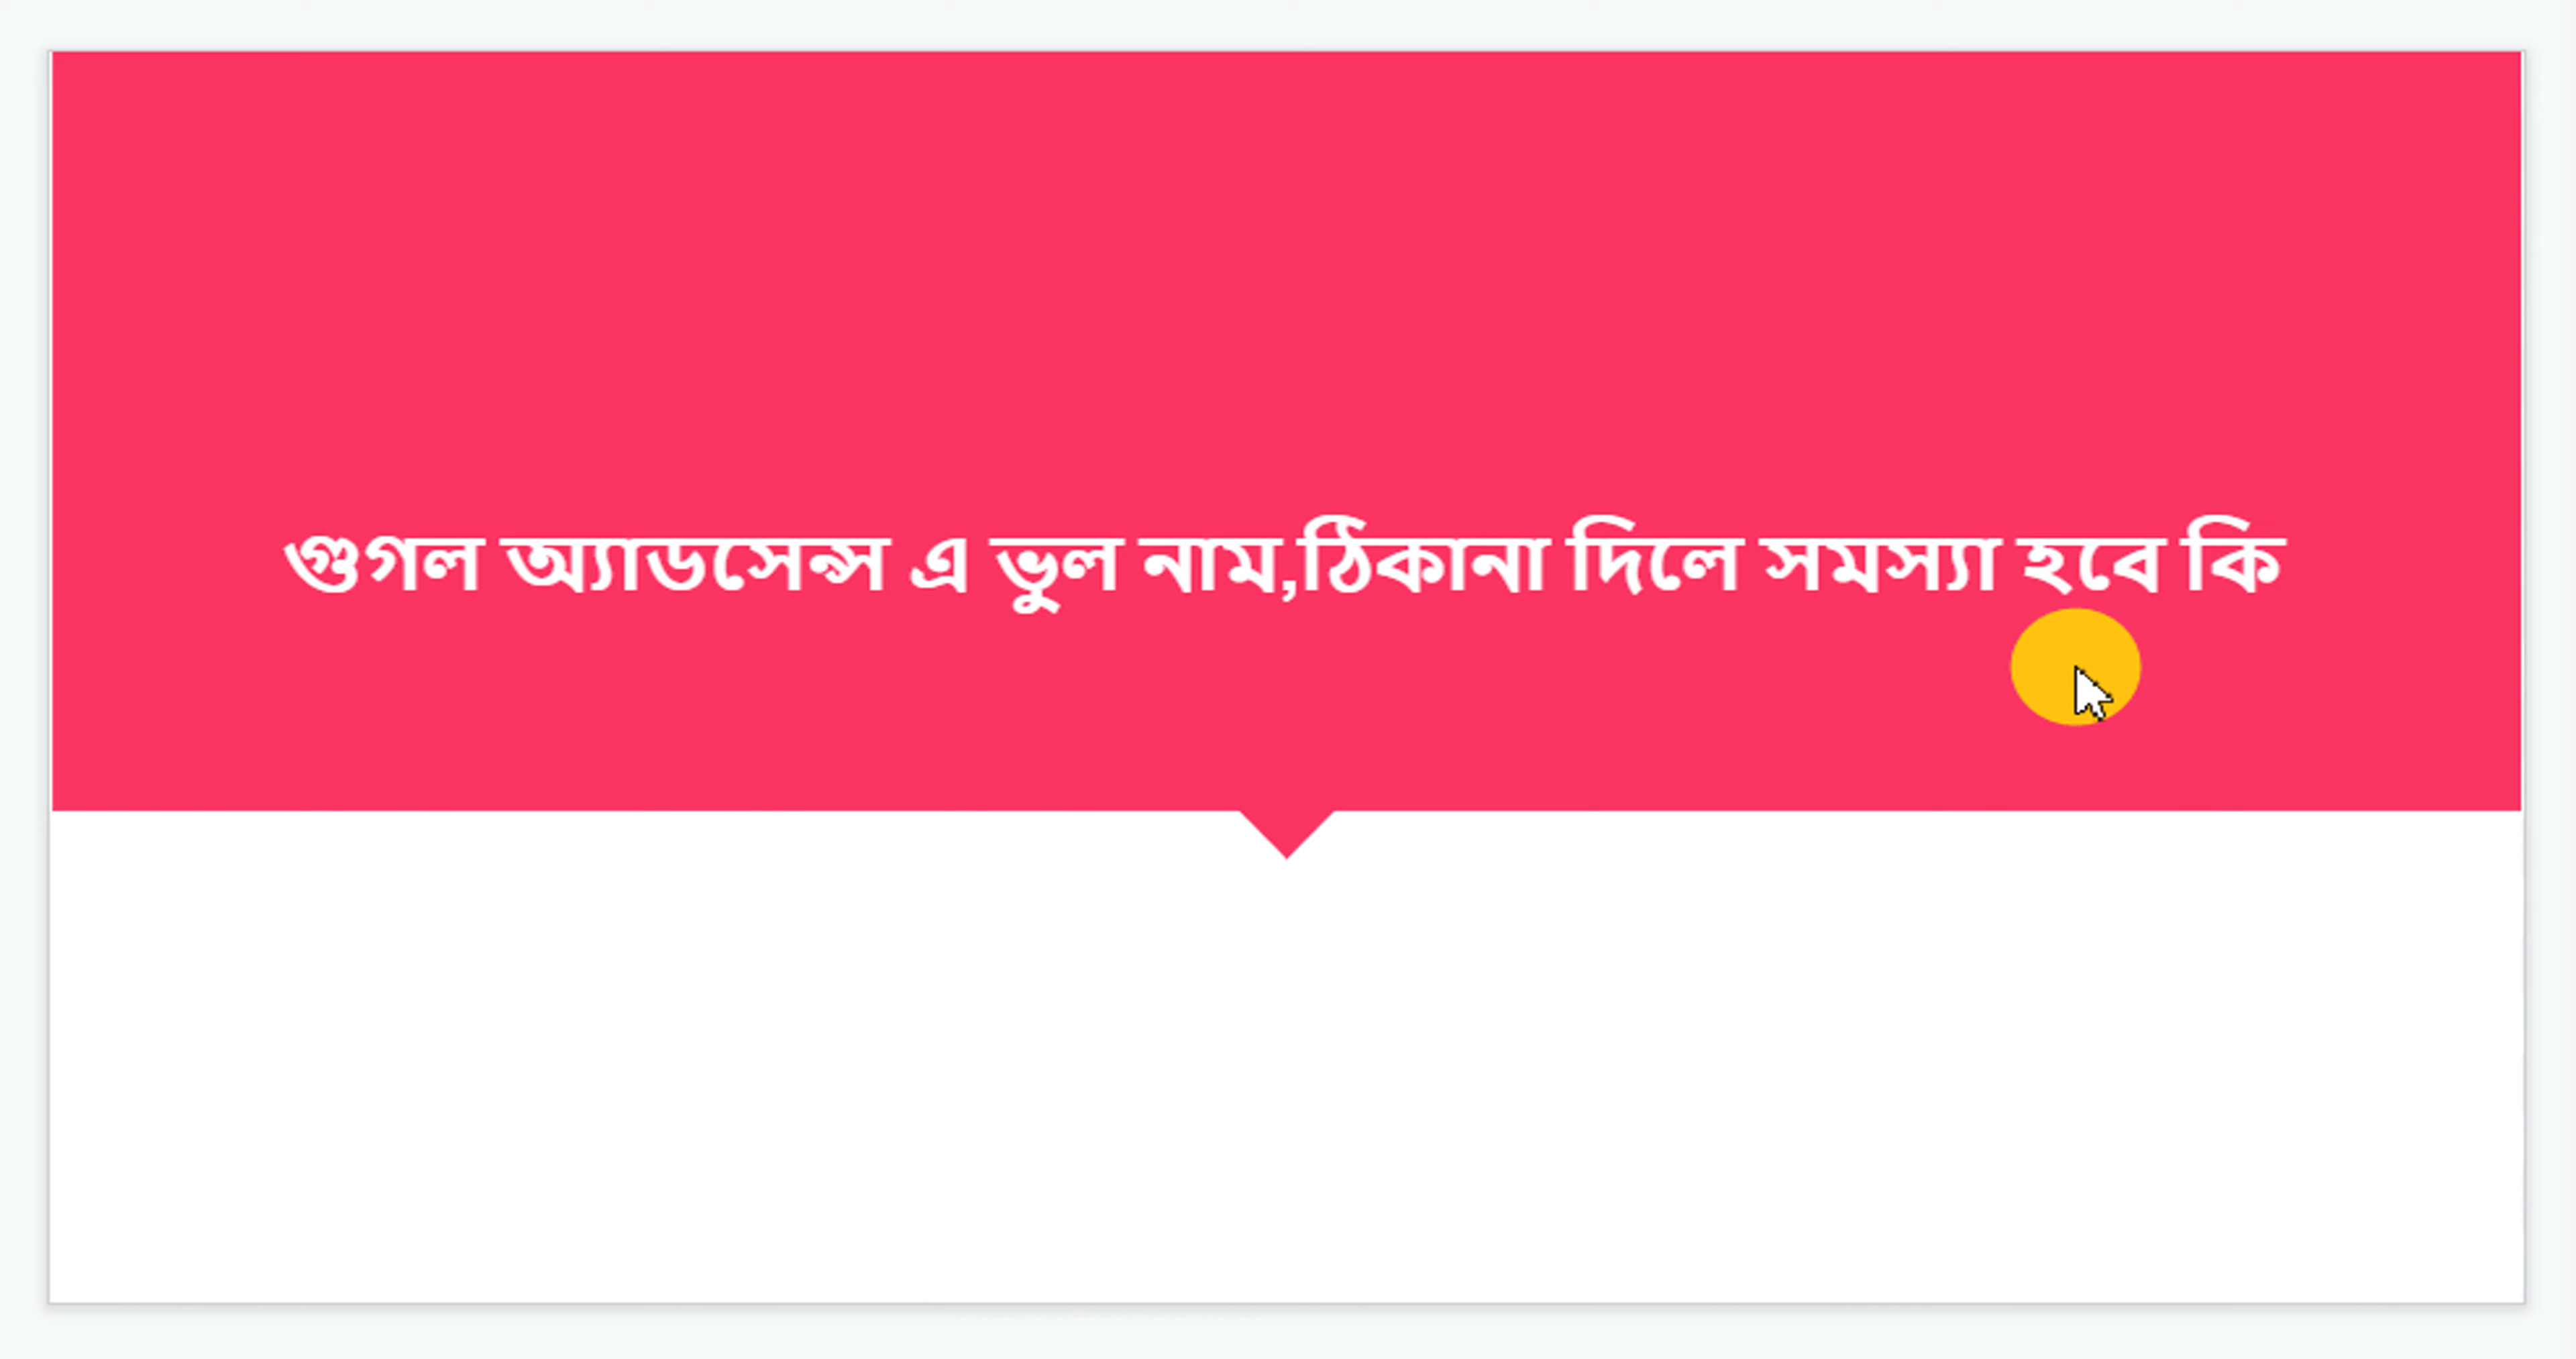 গুগল অ্যাডসেন্স এ ভুল নাম,ঠিকানা দিলে সমস্যা হবে কি